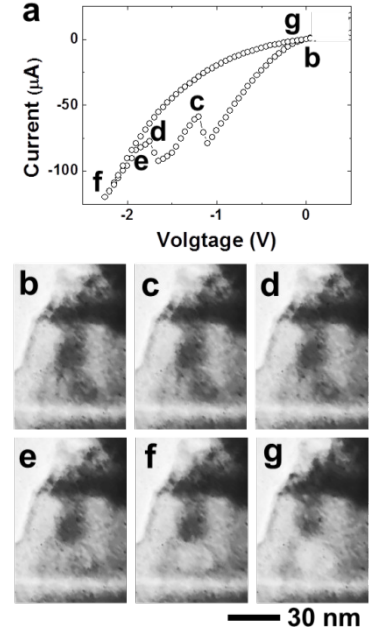 a
g
0
b
c
-50
d
e
-100
f
Current (μA)
-2
-1
0
Volgtage (V)
b
c
d
e
f
g
30 nm